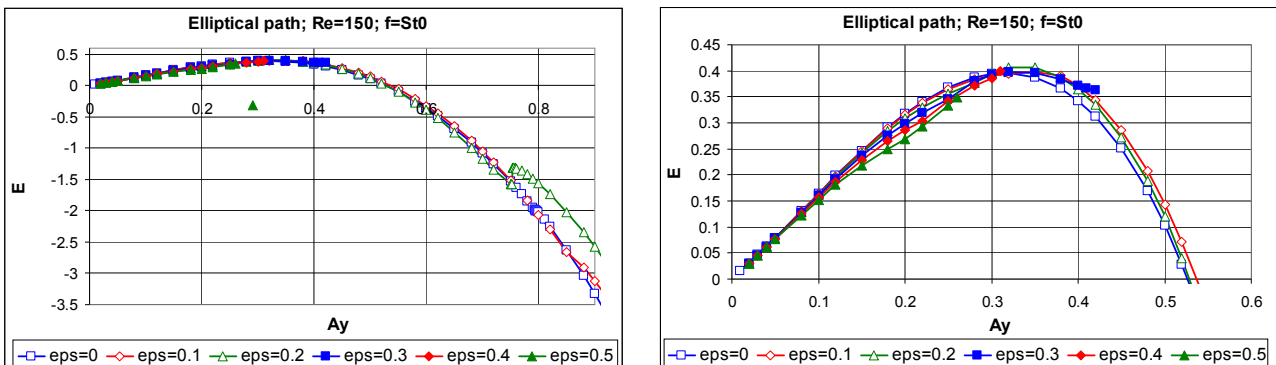 Elliptical path; Re=150; f=St0
0.5
0
-0.5
-1
-1.5
-2
-2.5
-3
-3.5
0
0.2
0.4
0.6
0.8
E
Ay
eps=0
eps=0.1
eps=0.2
eps=0.3
eps=0.4
eps=0.5
Elliptical path; Re=150; f=St0
0.45
0.4
0.35
0.3
0.25
0.2
0.15
0.1
0.05
0
0
0.1
0.2
0.3
0.4
0.5
0.6
E
Ay
eps=0
eps=0.1
eps=0.2
eps=0.3
eps=0.4
eps=0.5